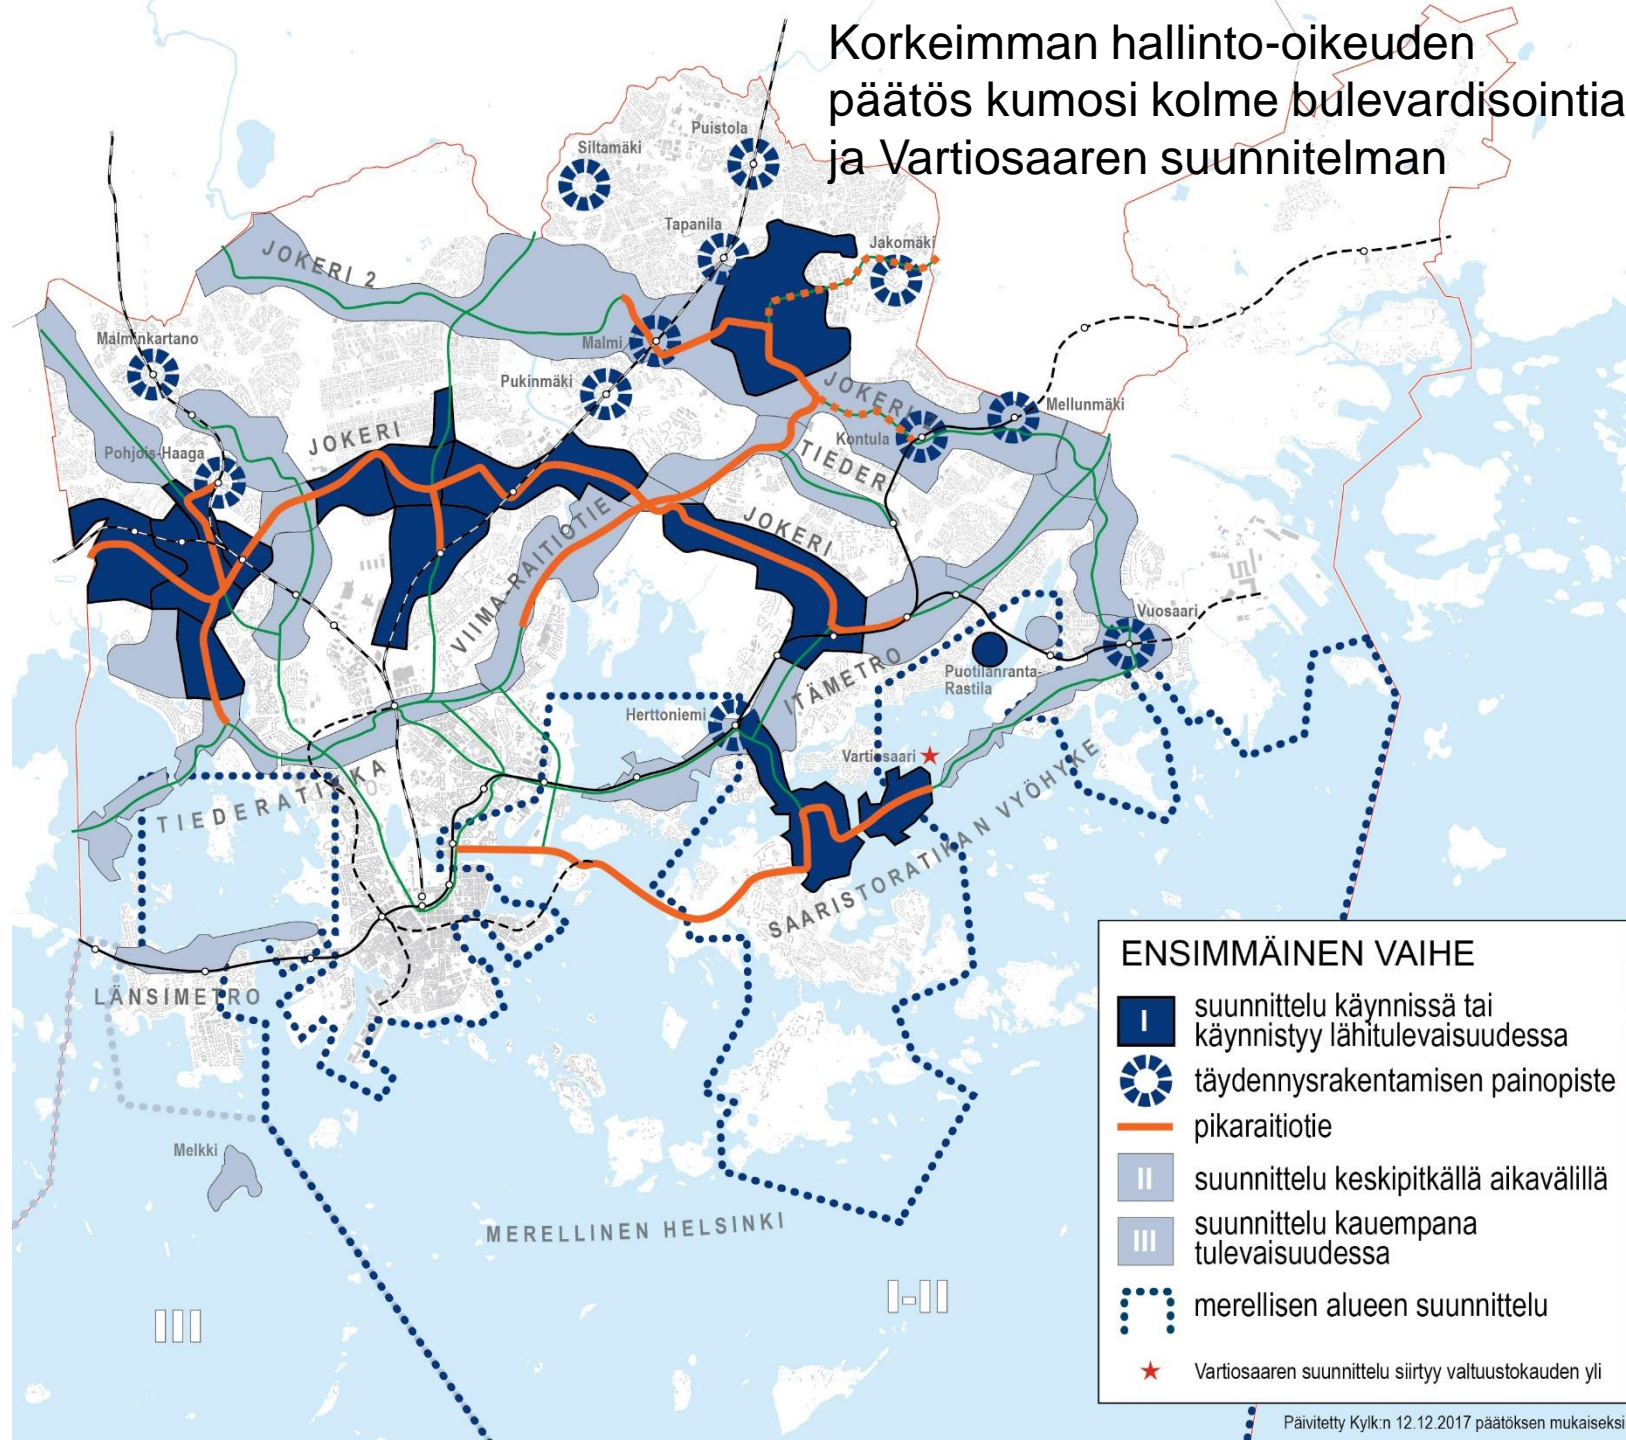 Korkeimman hallinto-oikeuden
päätös kumosi kolme bulevardisointia
ja Vartiosaaren suunnitelman
Puistola
Siltamäki
Tapanila
Jakomäki
JOKERI 2
Malminkartano
Malmi
Pukinmäki
JOKERI 2
Mellunmäki
Kontula
JOKERI
Pohjois-Haaga
TIEDER
VIIMA-RAITIOTIE
JOKERI
Vuosaari
Puotilanranta-
Rastila
ITÄMETRO
Herttoniemi
Vartiosaari
TIEDERATIKKA
SAARISTORATIKAN VYÖHYKE
LÄNSIMETRO
Melkki
MERELLINEN HELSINKI
I-II
III
ENSIMMÄINEN VAIHE
I
suunnittelu käynnissä tai
käynnistyy lähitulevaisuudessa
täydennysrakentamisen painopiste
pikaraitiotie
II
suunnittelu keskipitkällä aikavälillä
III
suunnittelu kauempana
tulevaisuudessa
merellisen alueen suunnittelu
Vartiosaaren suunnittelu siirtyy valtuustokauden yli
Päivitetty Kylk:n 12.12.2017 päätöksen mukaiseksi